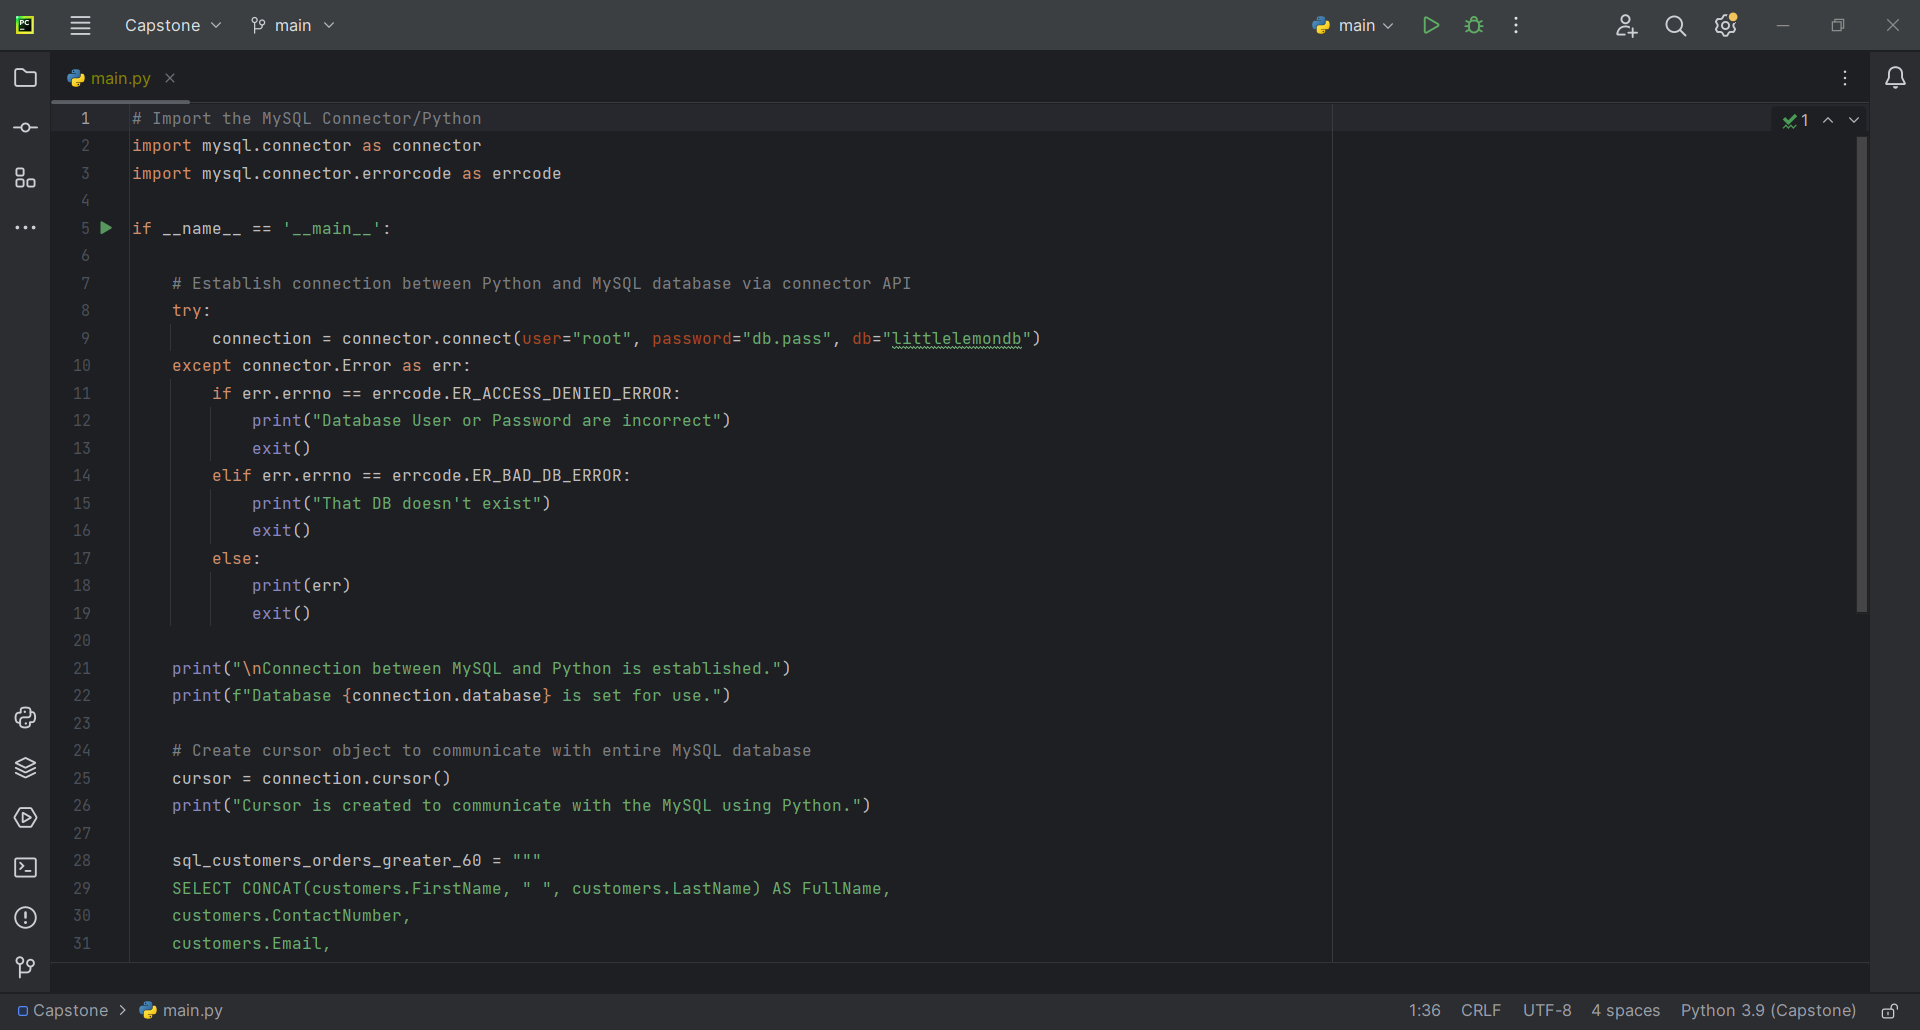 PC
Capstone
main
main
main.py
1 # Import the MySQL Connector/Python
1
2 import mysql.connector as connector
3 import mysql.connector.errorcode as errcode
4
5 if __name__ == '__main__':
6
7     # Establish connection between Python and MySQL database via connector API
8     try:
9         connection = connector.connect(user="root", password="db.pass", db="littlelemondb")
10     except connector.Error as err:
11         if err.errno == errcode.ER_ACCESS_DENIED_ERROR:
12             print("Database User or Password are incorrect")
13             exit()
14         elif err.errno == errcode.ER_BAD_DB_ERROR:
15             print("That DB doesn't exist")
16             exit()
17         else:
18             print(err)
19             exit()
20
21     print("\nConnection between MySQL and Python is established.")
22     print(f"Database {connection.database} is set for use.")
23
24     # Create cursor object to communicate with entire MySQL database
25     cursor = connection.cursor()
26     print("Cursor is created to communicate with the MySQL using Python.")
27
28     sql_customers_orders_greater_60 = """
29     SELECT CONCAT(customers.FirstName, " ", customers.LastName) AS FullName,
30     customers.ContactNumber,
31     customers.Email,
Capstone > main.py
1:36 CRLF UTF-8 4 spaces Python 3.9 (Capstone)